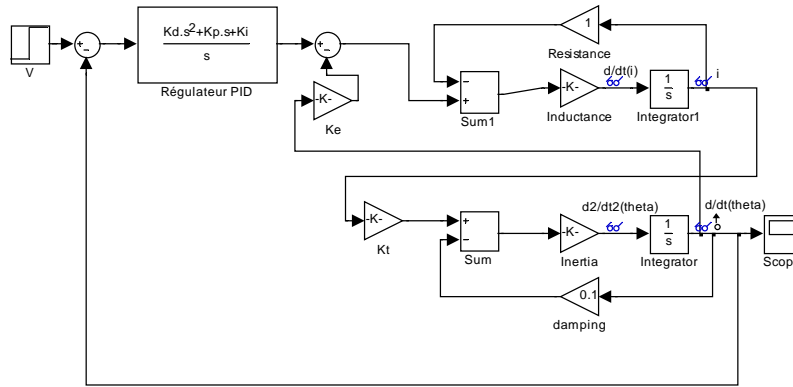 V
+
−
Kd.s²+Kp.s+Ki
s
Régulateur PID
+
−
-K-
Ke
1
Resistance
−
+
Sum1
-K-
Inductance
d/dt(i)
1
s
Integrator1
i
-K-
Kt
+
−
Sum
-K-
Inertia
d2/dt2(theta)
1
s
Integrator
d/dt(theta)
Scop
0.1
damping